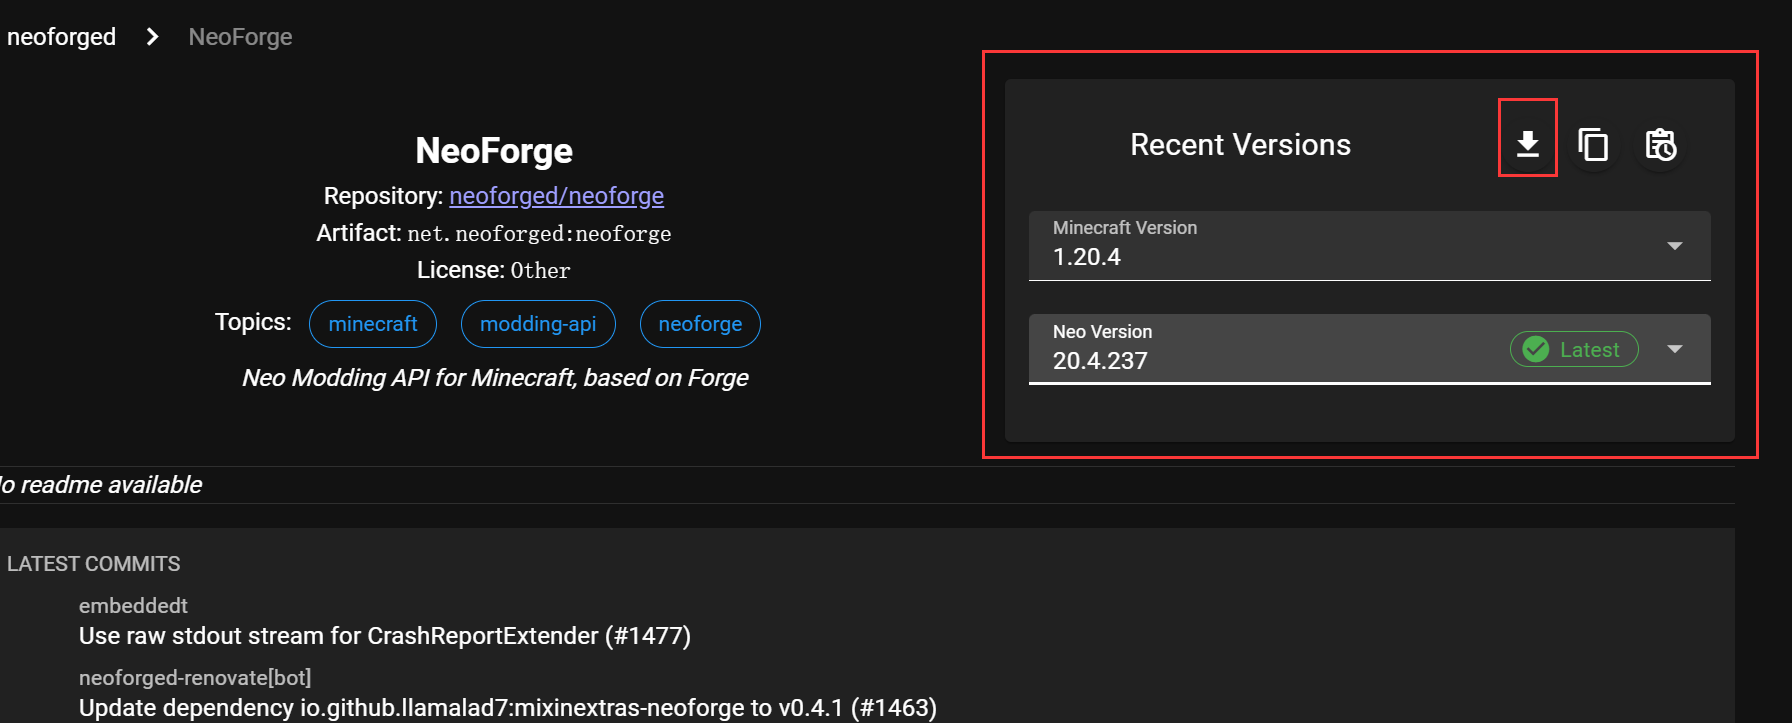 neoforged > NeoForge
NeoForge
Repository: neoforged/neoforge
Artifact: net.neoforged:neoforge
License: Other
Topics: minecraft modding-api neoforge
Neo Modding API for Minecraft, based on Forge
Recent Versions
Minecraft Version
1.20.4
Neo Version
20.4.237
Latest
o readme available
LATEST COMMITS
embeddedt
Use raw stdout stream for CrashReportExtender (#1477)
neoforged-renovate[bot]
Update dependency io.github.llamalad7:mixinextras-neoforge to v0.4.1 (#1463)